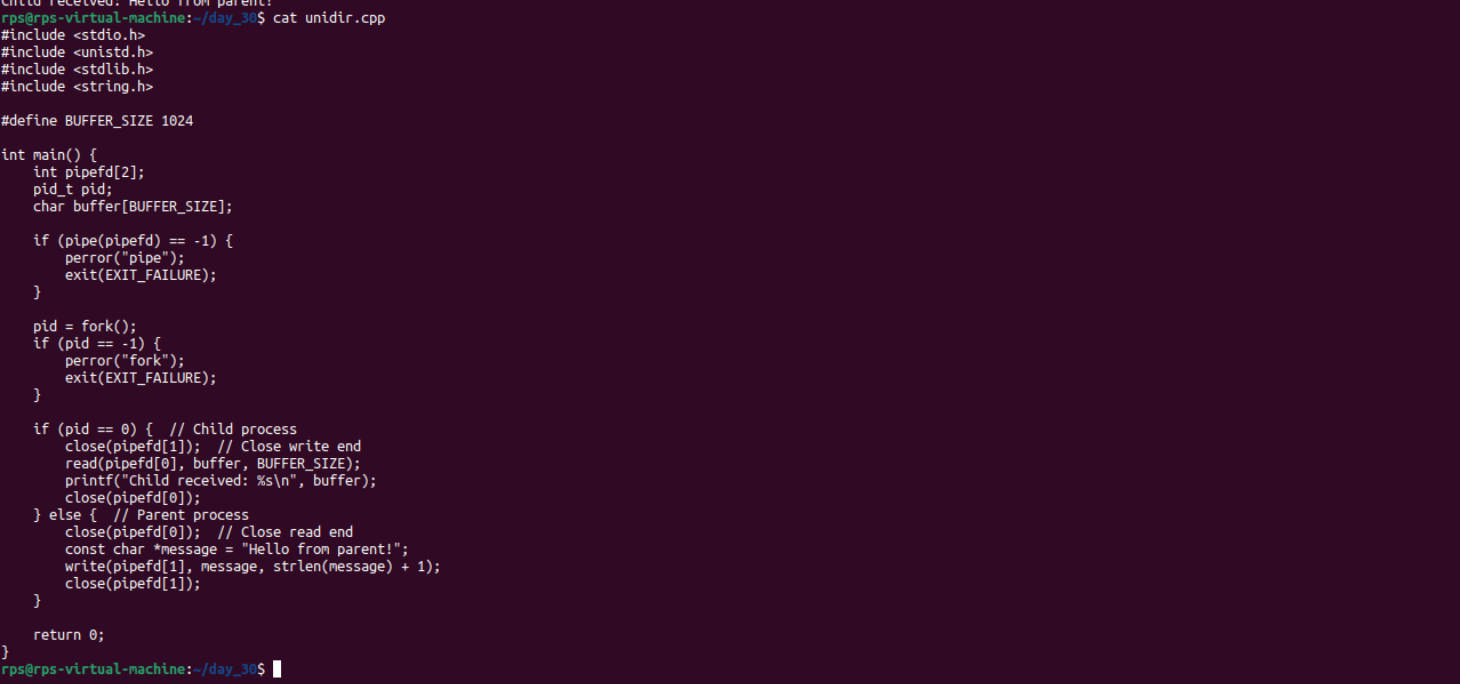 Child received: Hello from parent!
rps@rps-virtual-machine:~/day_30$ cat unidir.cpp
#include <stdio.h>
#include <unistd.h>
#include <stdlib.h>
#include <string.h>

#define BUFFER_SIZE 1024

int main() {
    int pipefd[2];
    pid_t pid;
    char buffer[BUFFER_SIZE];

    if (pipe(pipefd) == -1) {
        perror("pipe");
        exit(EXIT_FAILURE);
    }

    pid = fork();
    if (pid == -1) {
        perror("fork");
        exit(EXIT_FAILURE);
    }

    if (pid == 0) {  // Child process
        close(pipefd[1]);  // Close write end
        read(pipefd[0], buffer, BUFFER_SIZE);
        printf("Child received: %s\n", buffer);
        close(pipefd[0]);
    } else {  // Parent process
        close(pipefd[0]);  // Close read end
        const char *message = "Hello from parent!";
        write(pipefd[1], message, strlen(message) + 1);
        close(pipefd[1]);
    }

    return 0;
}
rps@rps-virtual-machine:~/day_30$